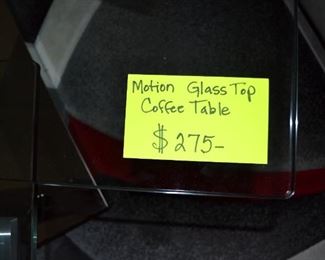 Motion Glass Top
Coffee Table
$275-